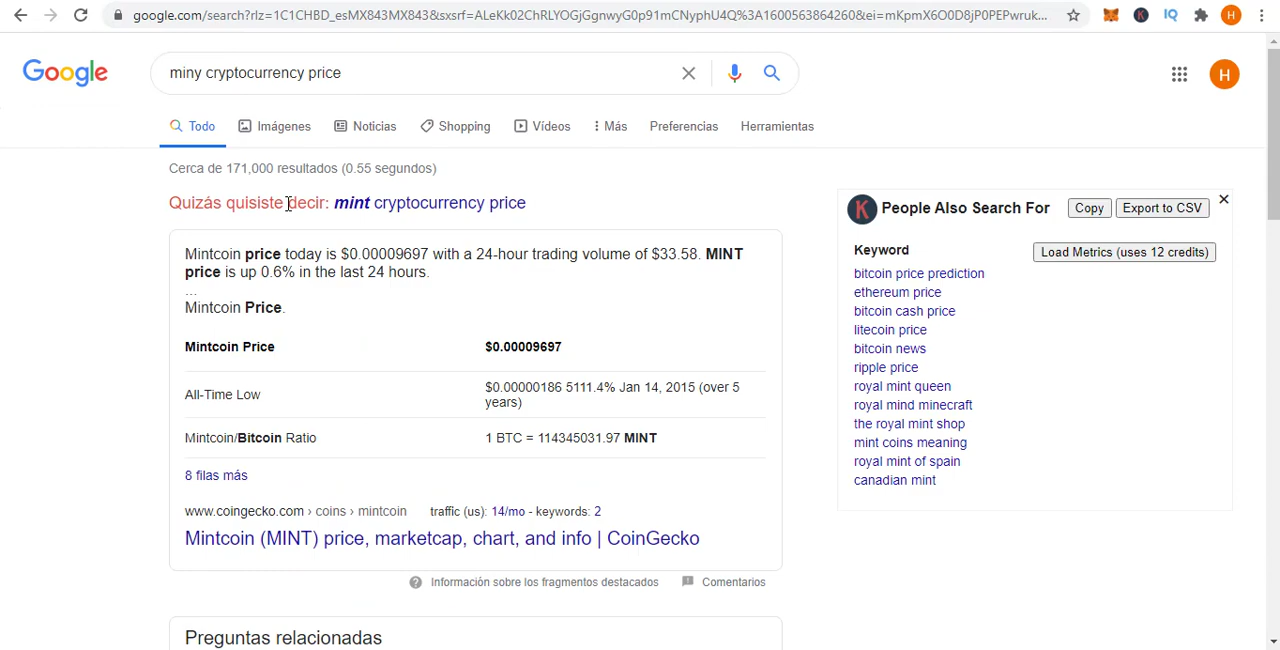 google.com/search?rlz=1C1CHBD_esMX843MX843&sxsrf=ALeKk02ChRLYOGjGgnwyG0p91mCNyphU4Q%3A1600563864260&ei=mKpmX6O0D8jP0PEPwruk...
K
IQ
H
Google
miny cryptocurrency price
H
Todo
Imágenes
Noticias
Shopping
Vídeos
Más
Preferencias
Herramientas
Cerca de 171,000 resultados (0.55 segundos)
Quizás quisiste decir: mint cryptocurrency price
Mintcoin price today is $0.00009697 with a 24-hour trading volume of $33.58. MINT
price is up 0.6% in the last 24 hours.
...
Mintcoin Price.
Mintcoin Price $0.00009697
All-Time Low $0.00000186 5111.4% Jan 14, 2015 (over 5
years)
Mintcoin/Bitcoin Ratio 1 BTC = 114345031.97 MINT
8 filas más
www.coingecko.com › coins › mintcoin traffic (us): 14/mo - keywords: 2
Mintcoin (MINT) price, marketcap, chart, and info | CoinGecko
Información sobre los fragmentos destacados
Comentarios
Preguntas relacionadas
K People Also Search For
Copy
Export to CSV
Keyword
Load Metrics (uses 12 credits)
bitcoin price prediction
ethereum price
bitcoin cash price
litecoin price
bitcoin news
ripple price
royal mint queen
royal mind minecraft
the royal mint shop
mint coins meaning
royal mint of spain
canadian mint